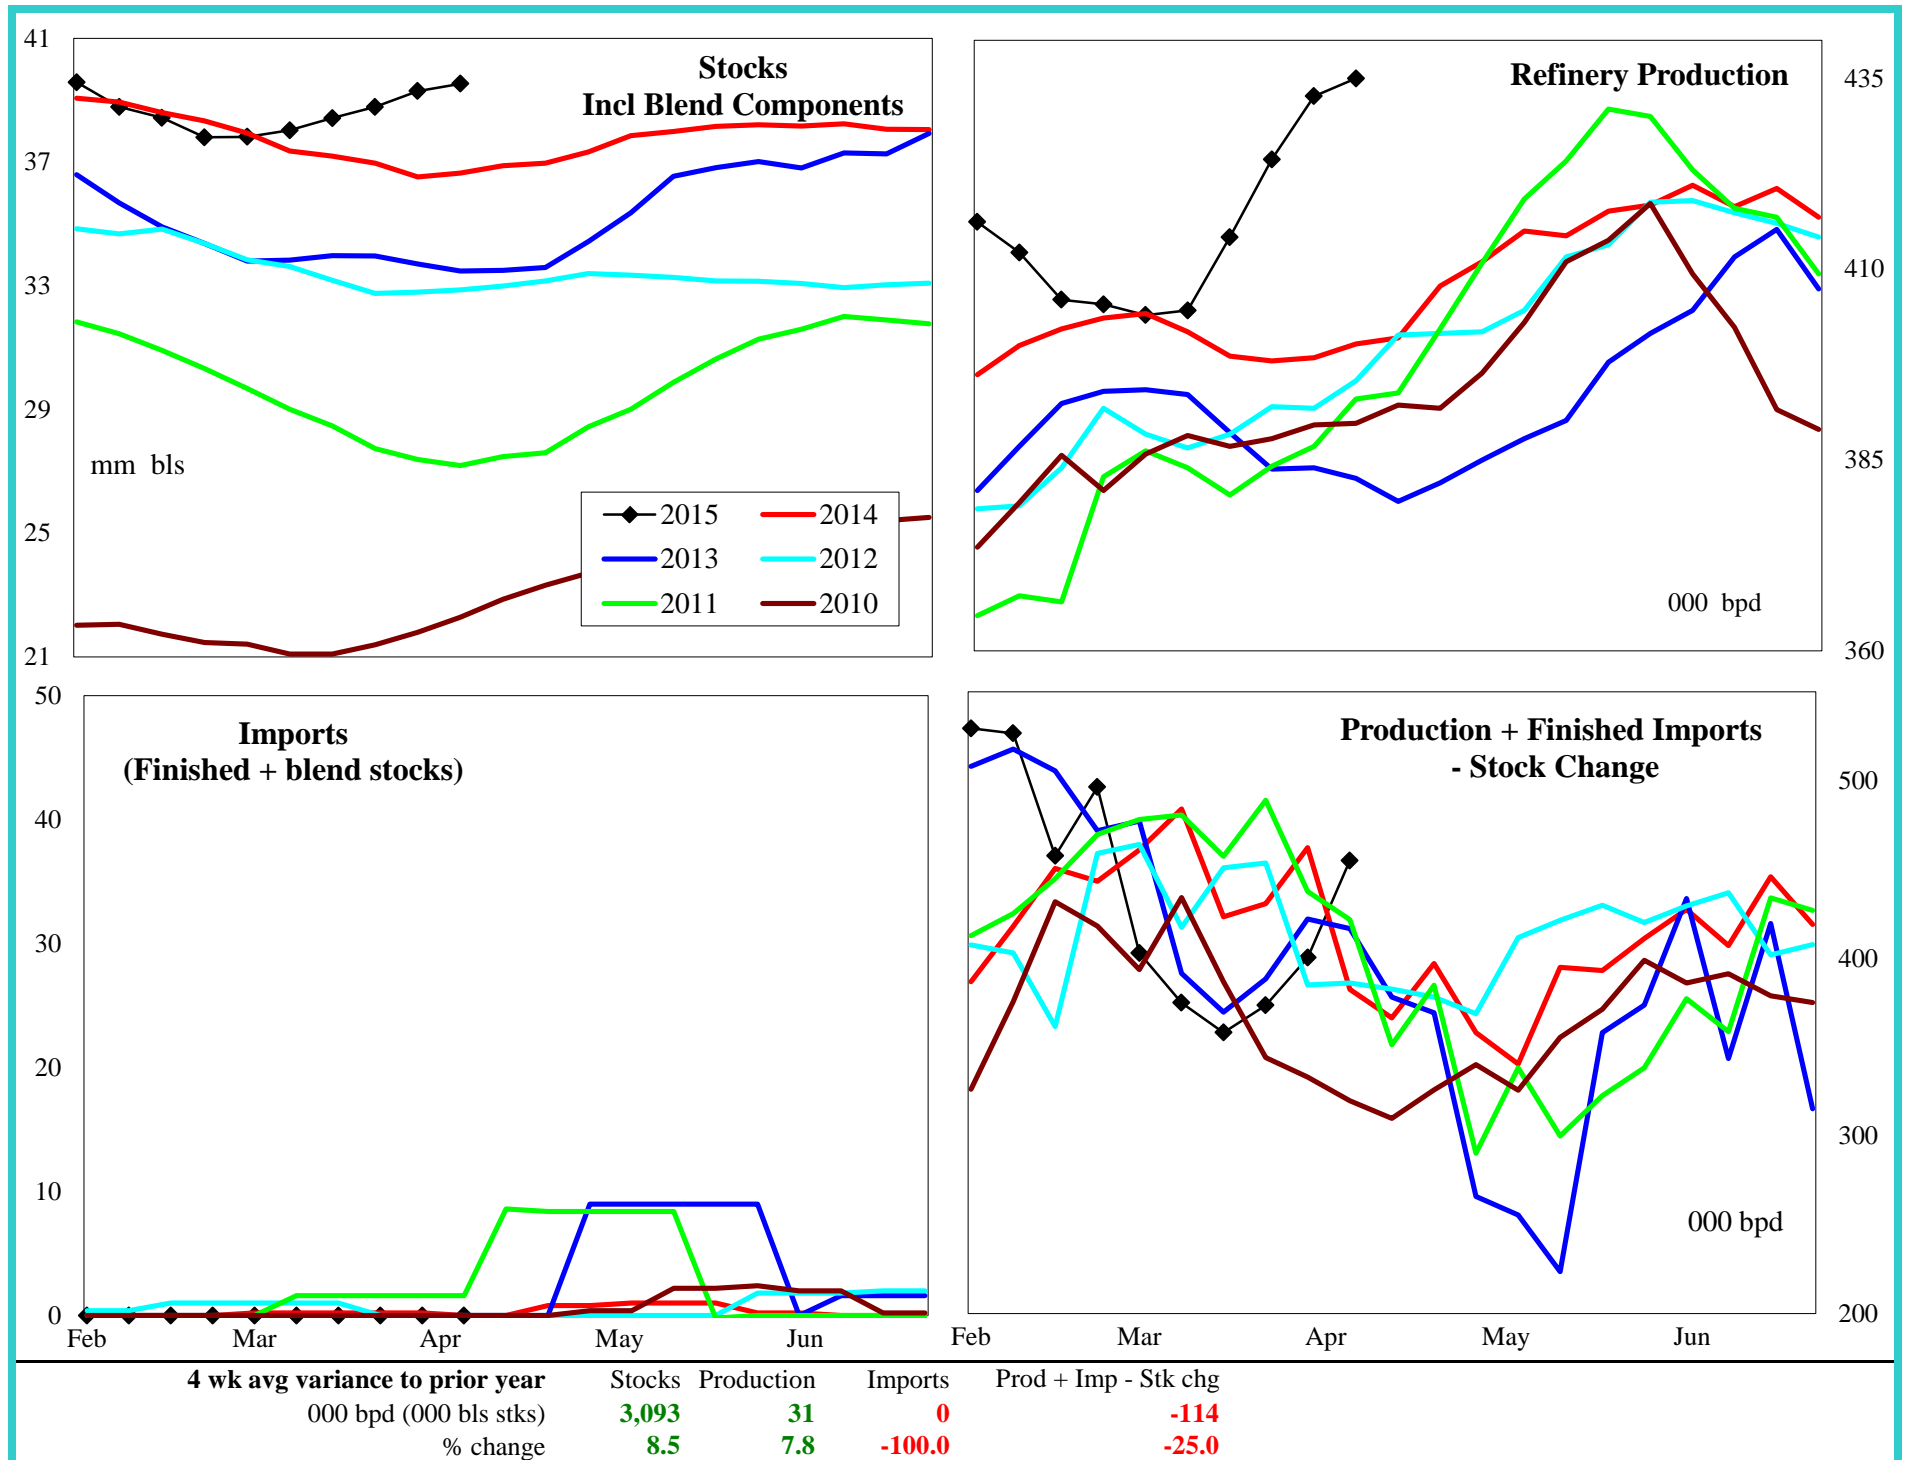 41
37
33
29
25
21
Stocks
Incl Blend Components
mm bls
2015 2014
2013 2012
2011 2010
Refinery Production
000 bpd
435
410
385
360
50
40
30
20
10
0
Imports
(Finished + blend stocks)
Feb Mar Apr May Jun
Production + Finished Imports
- Stock Change
000 bpd
500
400
300
200
Feb Mar Apr May Jun
4 wk avg variance to prior year Stocks Production Imports Prod + Imp - Stk chg
000 bpd (000 bls stks) 3,093 31 0 -114
% change 8.5 7.8 -100.0 -25.0